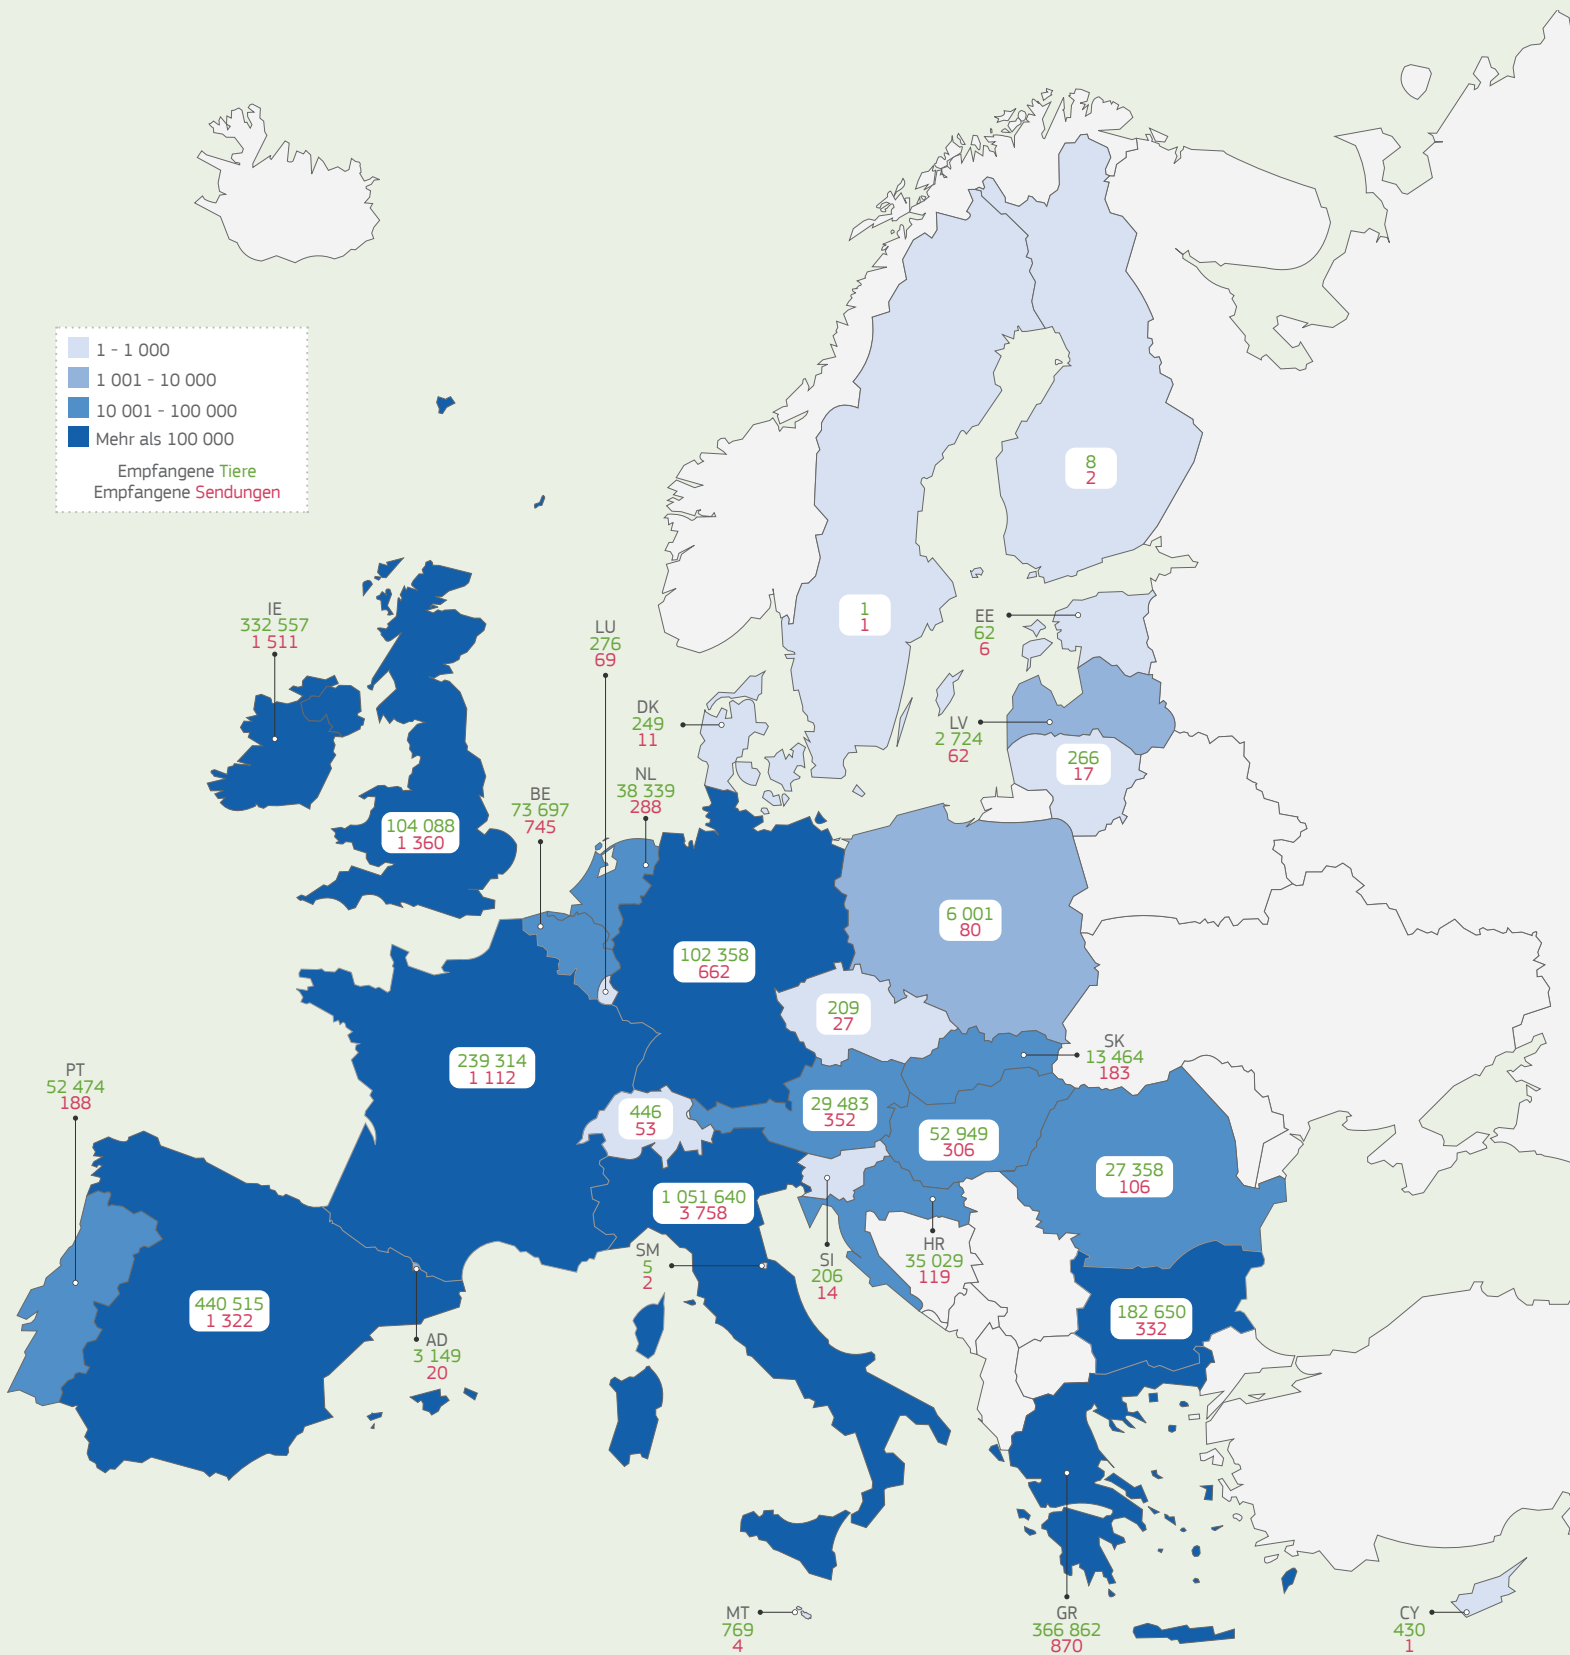 1 - 1 000
1 001 - 10 000
10 001 - 100 000
Mehr als 100 000
Empfangene Tiere
Empfangene Sendungen
8
2
1
1
EE
62
6
IE
332 557
1 511
LU
276
69
DK
249
11
LV
2 724
62
266
17
NL
38 339
288
BE
73 697
745
104 088
1 360
6 001
80
102 358
662
209
27
SK
13 464
183
239 314
1 112
PT
52 474
188
446
53
29 483
352
52 949
306
27 358
106
1 051 640
3 758
SM
5
2
SI
206
14
HR
35 029
119
440 515
1 322
182 650
332
AD
3 149
20
MT
769
4
GR
366 862
870
CY
430
1